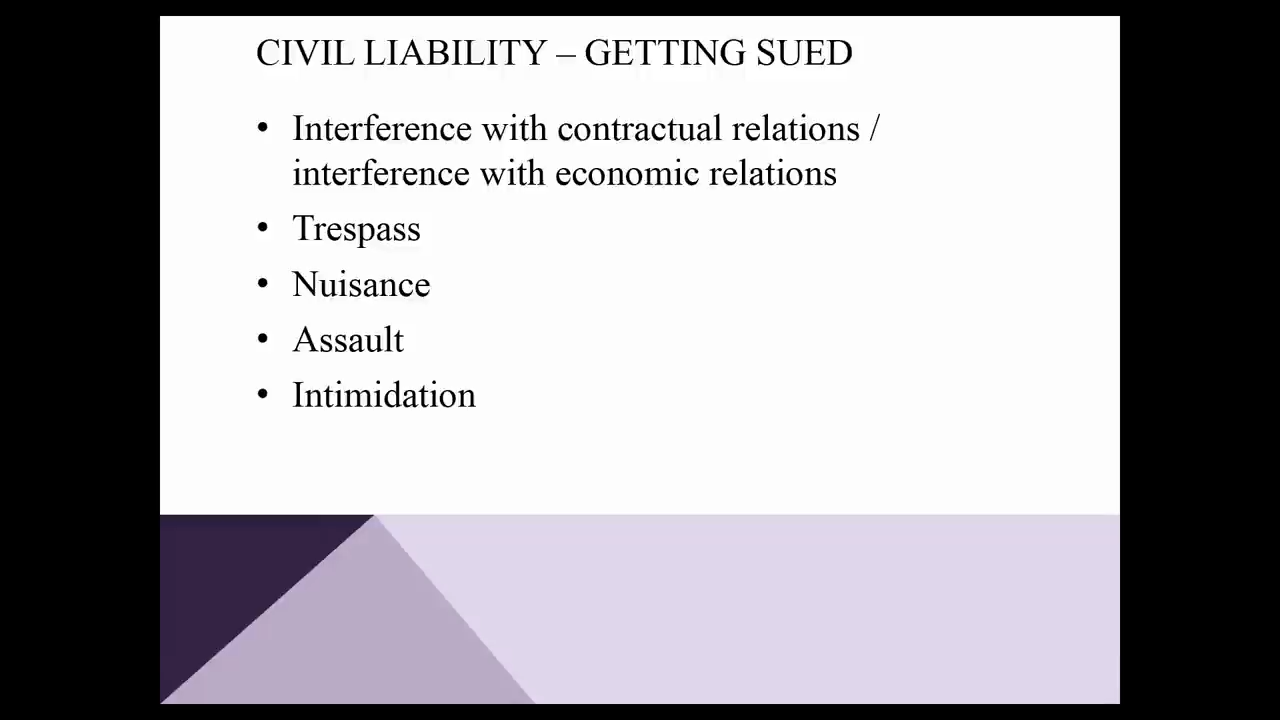 CIVIL LIABILITY – GETTING SUED
• Interference with contractual relations /
interference with economic relations
• Trespass
• Nuisance
• Assault
• Intimidation